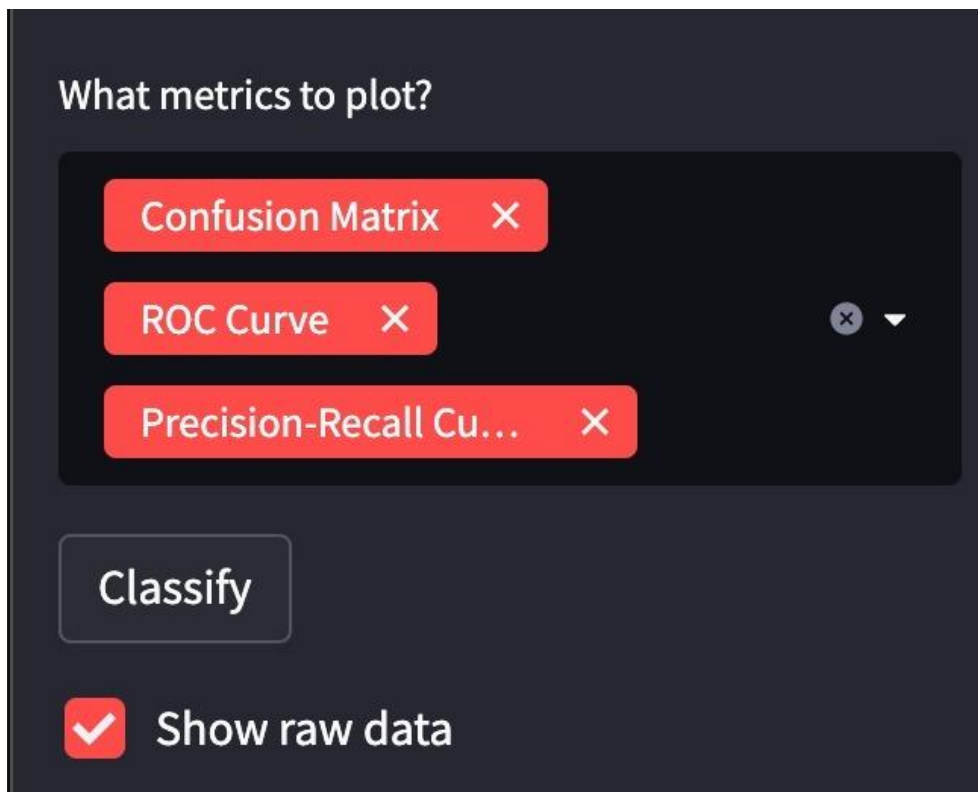 What metrics to plot?
Confusion Matrix
ROC Curve
Precision-Recall Cu...
Classify
Show raw data